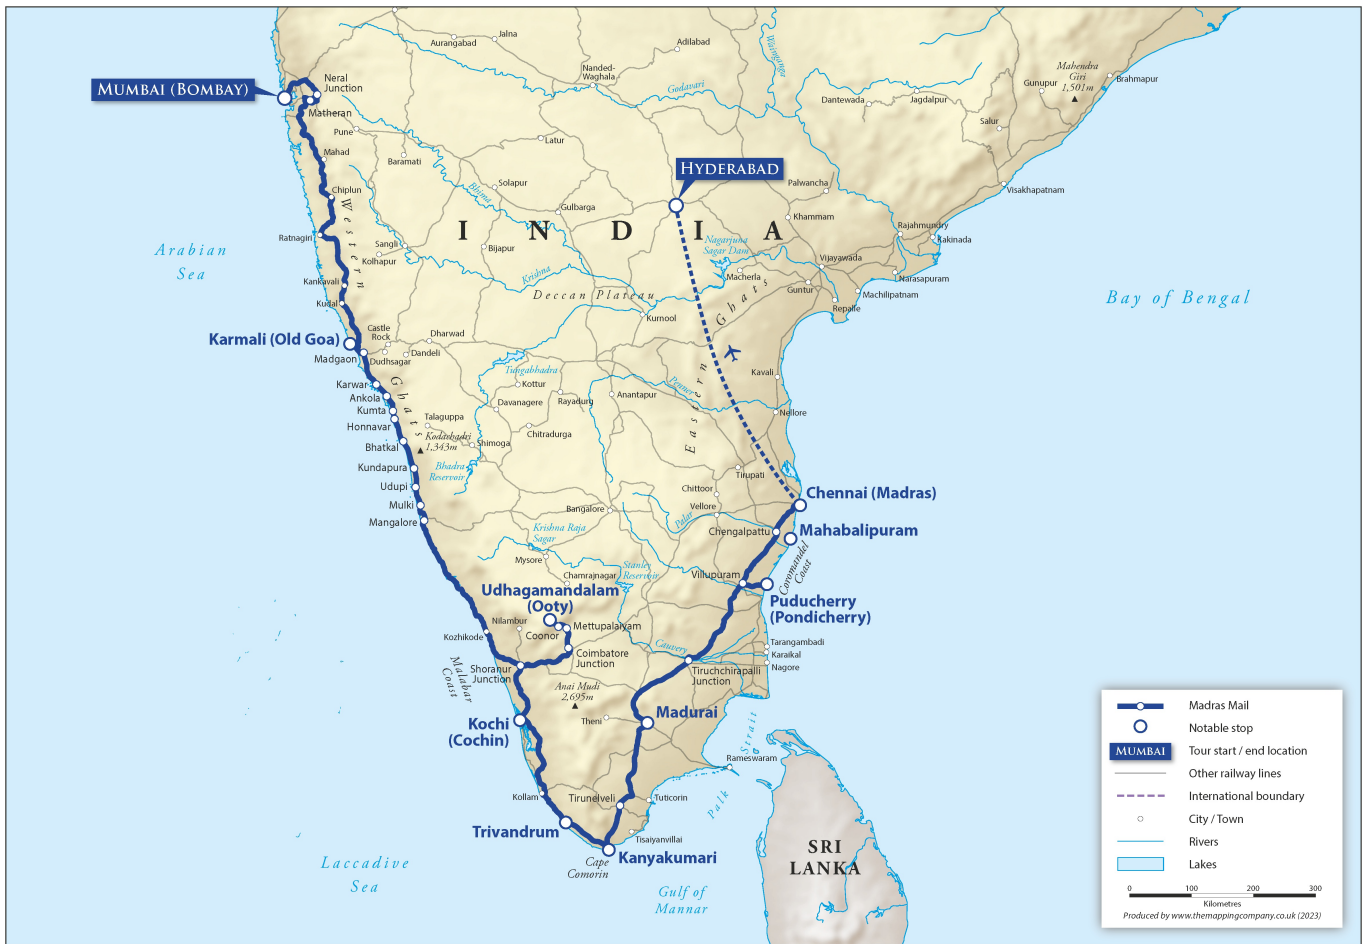 Aurangabad
Jalna
Adilabad
Wainganga
Nanded-
Waghala
Godavari
Mahendra
Giri
1,501m
Gunupur
Brahmapur
Dantewada
Jagdalpur
Salur
MUMBAI (BOMBAY)
Neral
Junction
Matheran
Pune
Latur
Mahad
Baramati
HYDERABAD
Chiplun
Bhima
Solapur
Palwancha
Visakhapatnam
Western
Gulbarga
Khammam
Ratnagiri
INDIA
Rajahmundry
Kakinada
Arabian
Sea
Sangli
Kolhapur
Bijapur
Nagarjuna
Sagar Dam
Vijayawada
Krishna
Macherla
Narasapuram
Kankavali
Guntur
Machilipatnam
Bay of Bengal
Kudal
Deccan Plateau
Repalle
Kurnool
Eastern Ghats
Karmali (Old Goa)
Castle
Rock
Dharwad
Madgaon
Dudhsagar
Dandeli
Tungabhadra
Kavali
Karwar
Ghats
Kottur
Penner
Ankola
Rayadurg
Anantapur
Kumta
Davanagere
Nellore
Honnavar
Talaguppa
Chitradurga
Kodachadri
1,343m
Shimoga
Bhatkal
Kundapura
Bhadra
Reservoir
Tirupati
Udupi
Chittoor
Chennai (Madras)
Mulki
Vellore
Bangalore
Mangalore
Palar
Krishna Raja
Sagar
Chengalpattu
Mahabalipuram
Mysore
Stanley
Reservoir
Coromandel
Coast
Chamrajnagar
Villupuram
Udhagamandalam
(Ooty)
Puducherry
(Pondicherry)
Nilambur
Mettupalaiyam
Kozhikode
Coonor
Cauvery
Tarangambadi
Coimbatore
Junction
Karaikal
Malabar
Coast
Shoranur
Junction
Tiruchchirapalli
Junction
Nagore
Anai Mudi
2,695m
Kochi
(Cochin)
Theni
Madurai
Palk Strait
Rameswaram
Kollam
Tirunelveli
Tuticorin
Trivandrum
Tisaiyanvillai
Kanyakumari
Cape
Comorin
Laccadive
Sea
Gulf of
Mannar
SRI
LANKA
Madras Mail
Notable stop
MUMBAI
Tour start / end location
Other railway lines
International boundary
City / Town
Rivers
Lakes
0 100 200 300
Kilometres
Produced by www.themappingcompany.co.uk (2023)